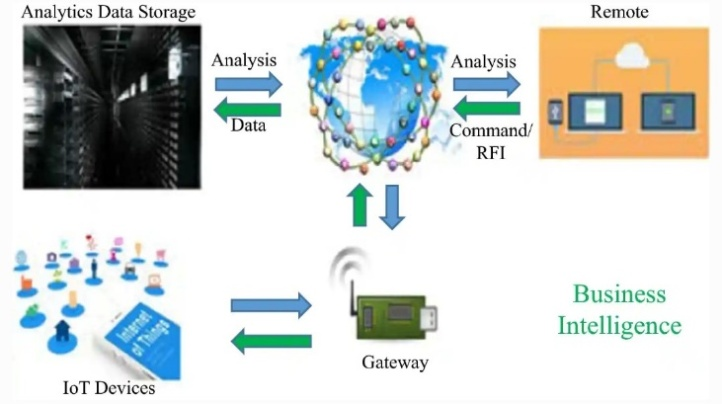 Analytics Data Storage
Remote
Analysis
Analysis
Data
Command/
RFI
Internet
of Things
Business
Intelligence
Gateway
IoT Devices